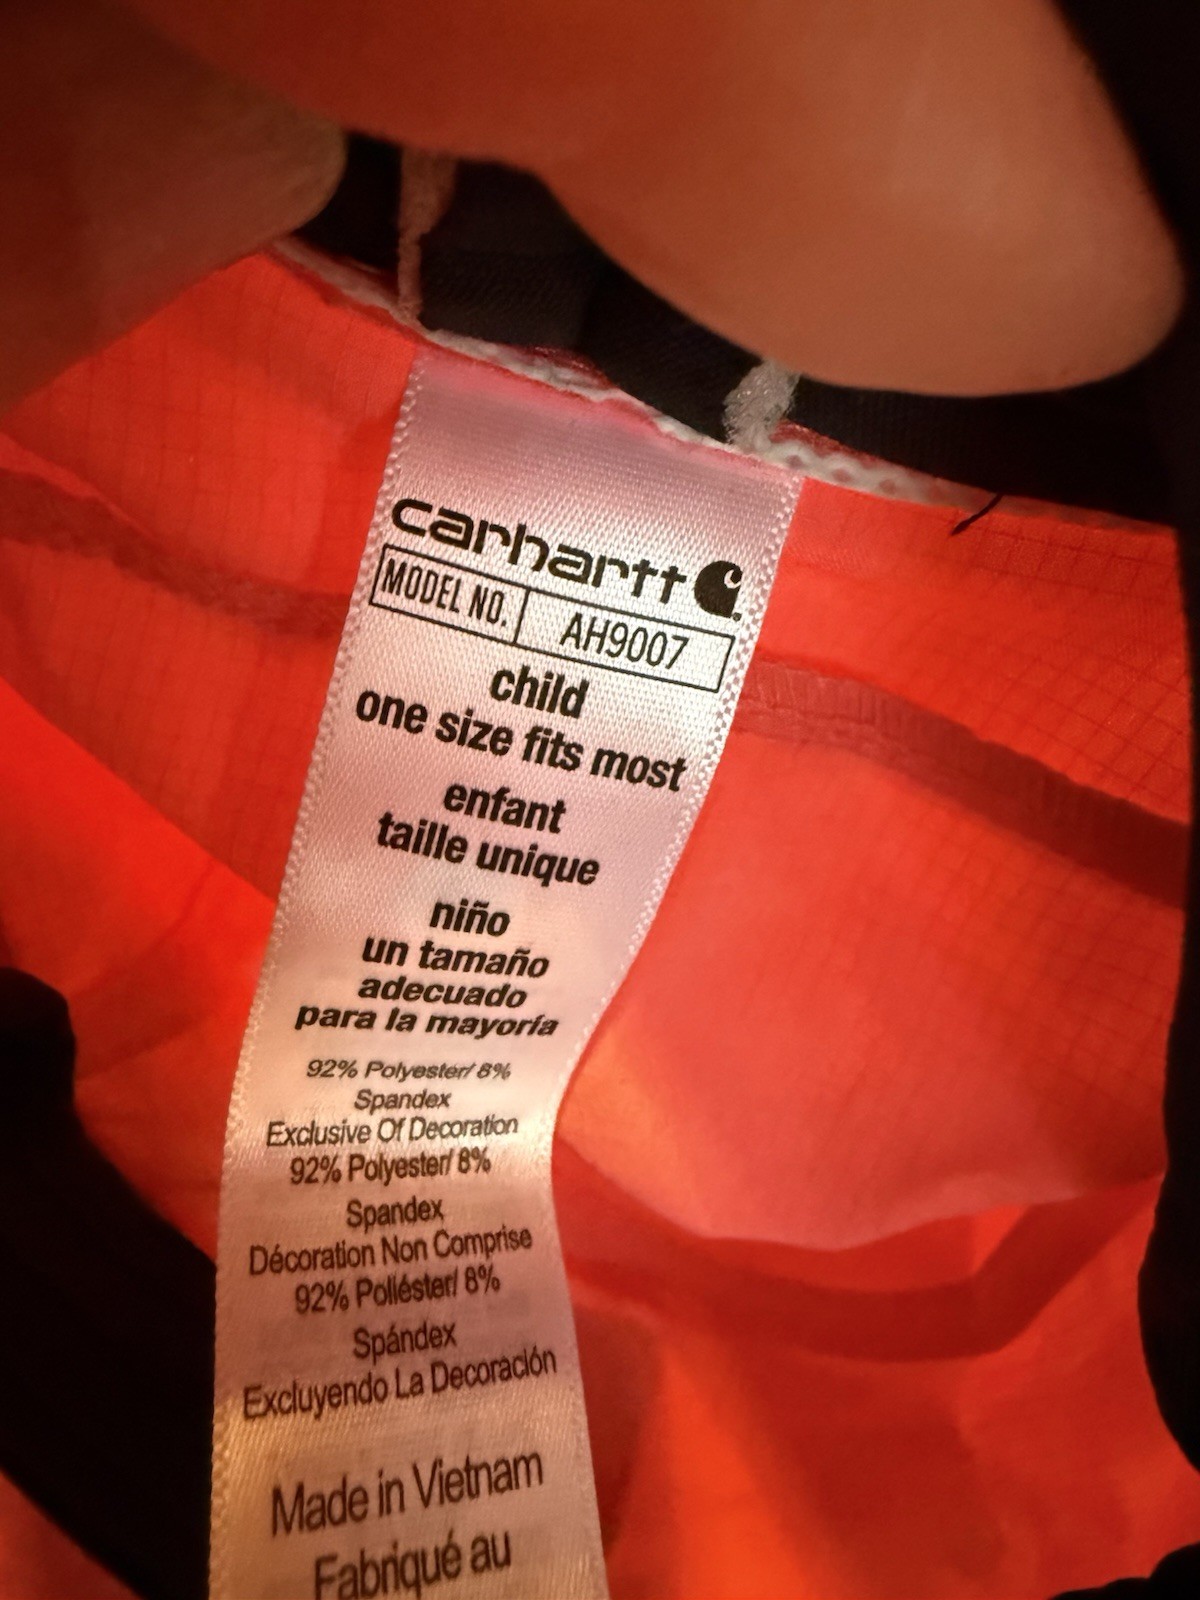 carhartt
MODEL NO. AH9007
child
one size fits most
enfant
taille unique
niño
un tamaño
adecuado
para la mayoría
92% Polyester/ 8%
Spandex
Exclusive Of Decoration
92% Polyester/ 8%
Spandex
Décoration Non Comprise
92% Poliéster/ 8%
Spándex
Excluyendo La Decoración
Made in Vietnam
Fabriqué au